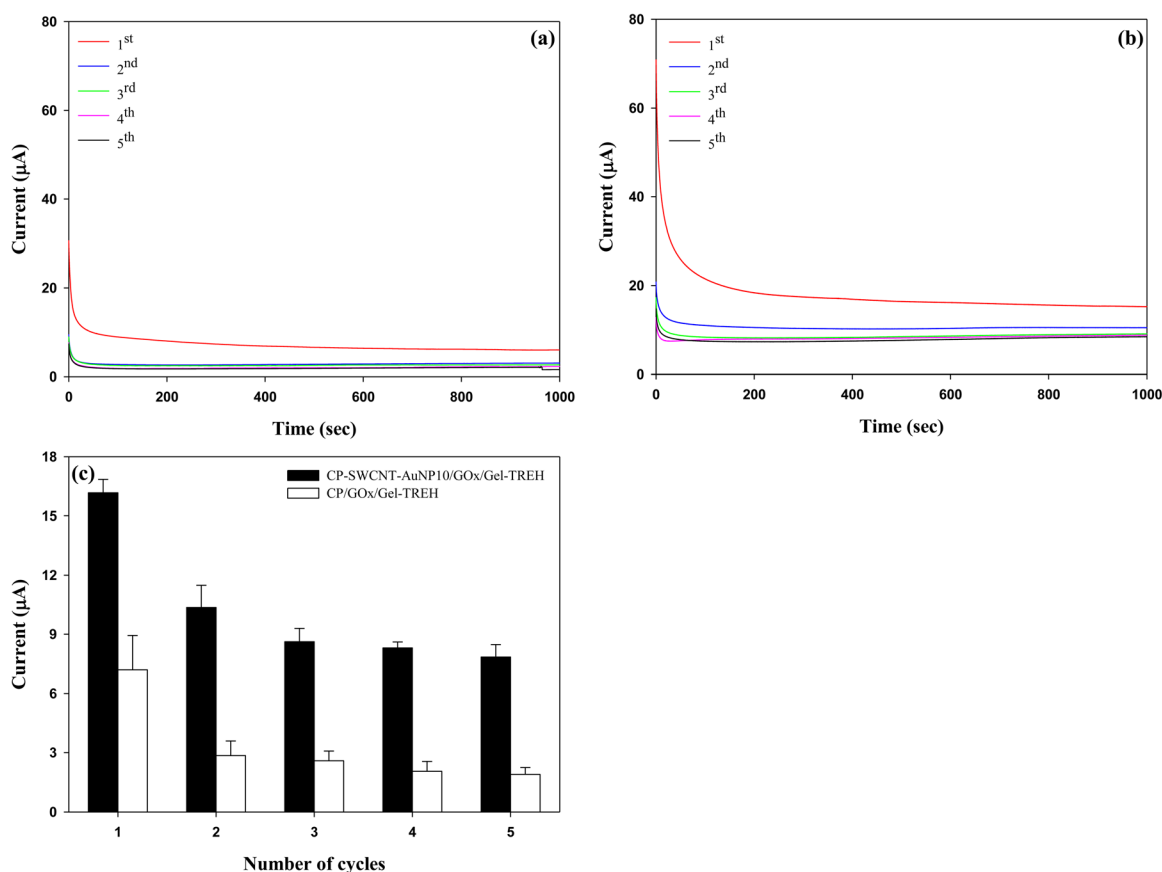 (a)
80
60
40
20
0
1st
2nd
3rd
4th
5th
Current (μA)
0 200 400 600 800 1000
Time (sec)
(b)
80
60
40
20
0
1st
2nd
3rd
4th
5th
Current (μA)
0 200 400 600 800 1000
Time (sec)
(c)
18
15
12
9
6
3
0
CP-SWCNT-AuNP10/GOx/Gel-TREH
CP/GOx/Gel-TREH
Current (μA)
1 2 3 4 5
Number of cycles